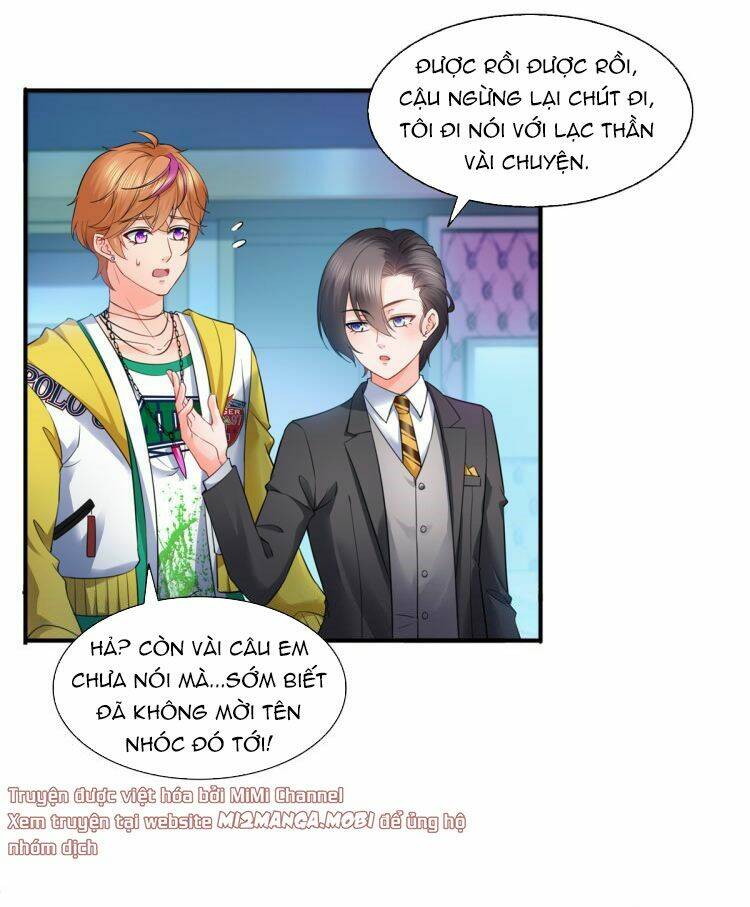 ĐƯỢC RỒI ĐƯỢC RỒI,
CẬU NGỪNG LẠI CHÚT ĐI,
TÔI ĐI NÓI VỚI LẠC THẦN
VÀI CHUYỆN.
POLO
HẢ? CÒN VÀI CÂU EM
CHƯA NÓI MÀ...SỚM BIẾT
ĐÃ KHÔNG MỜI TÊN
NHÓC ĐÓ TỚI!
Truyện được việt hóa bởi MiMi Channel
Xem truyện tại website MI2MANGA.MOBI để ủng hộ
nhóm dịch